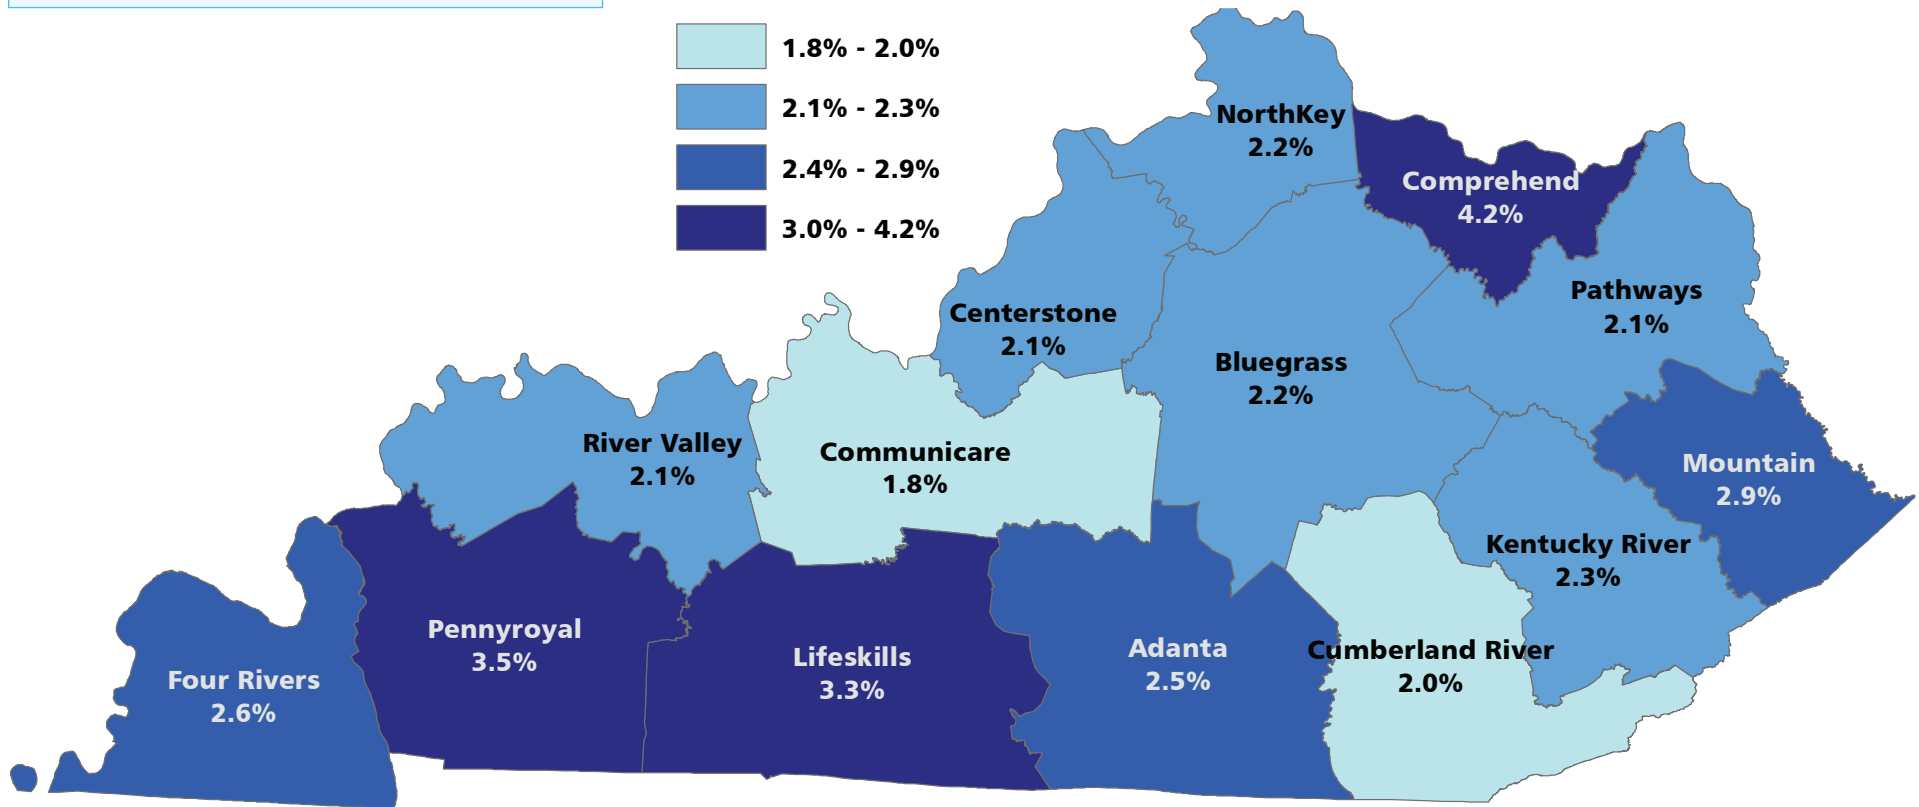 1.8% - 2.0%
2.1% - 2.3%
2.4% - 2.9%
3.0% - 4.2%
NorthKey
2.2%
Comprehend
4.2%
Pathways
2.1%
Centerstone
2.1%
Bluegrass
2.2%
River Valley
2.1%
Communicare
1.8%
Mountain
2.9%
Kentucky River
2.3%
Pennyroyal
3.5%
Lifeskills
3.3%
Adanta
2.5%
Cumberland River
2.0%
Four Rivers
2.6%